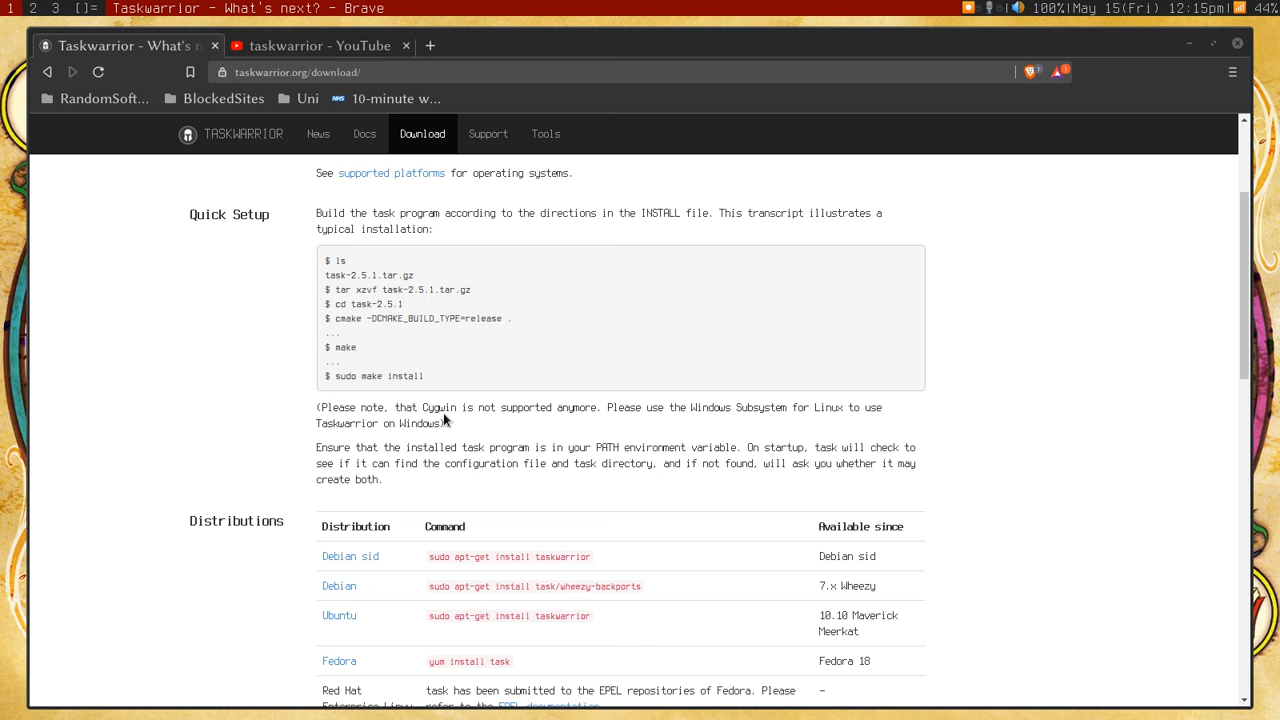 1 2 3 []= Taskwarrior - What's next? - Brave
100%|May 15(Fri) 12:15pm| 44%
Taskwarrior - What's n
taskwarrior - YouTube
taskwarrior.org/download/
1
1
RandomSoft... BlockedSites Uni NHS 10-minute w...
TASKWARRIOR News Docs Download Support Tools
See supported platforms for operating systems.
Quick Setup
Build the task program according to the directions in the INSTALL file. This transcript illustrates a
typical installation:
$ ls
task-2.5.1.tar.gz
$ tar xzvf task-2.5.1.tar.gz
$ cd task-2.5.1
$ cmake -DCMAKE_BUILD_TYPE=release .
...
$ make
...
$ sudo make install
(Please note, that Cygwin is not supported anymore. Please use the Windows Subsystem for Linux to use
Taskwarrior on Windows)
Ensure that the installed task program is in your PATH environment variable. On startup, task will check to
see if it can find the configuration file and task directory, and if not found, will ask you whether it may
create both.
Distributions
Distribution Command Available since
Debian sid sudo apt-get install taskwarrior Debian sid
Debian sudo apt-get install task/wheezy-backports 7.x Wheezy
Ubuntu sudo apt-get install taskwarrior 10.10 Maverick
Meerkat
Fedora yum install task Fedora 18
Red Hat task has been submitted to the EPEL repositories of Fedora. Please -
Enterprise Linux refer to the EPEL documentation